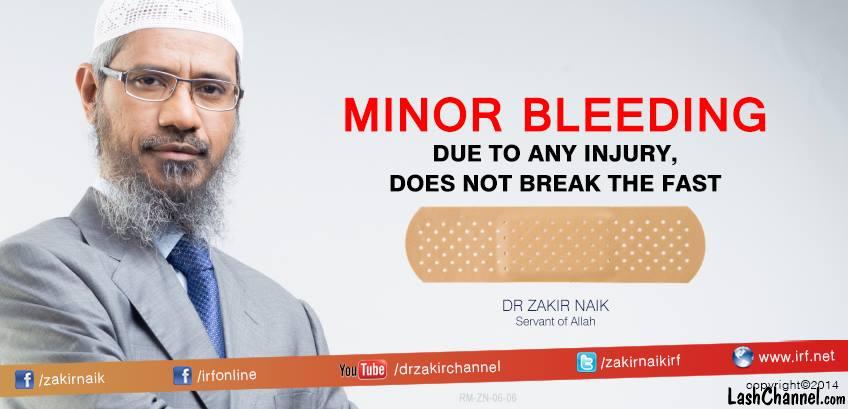 MINOR BLEEDING
DUE TO ANY INJURY,
DOES NOT BREAK THE FAST
DR ZAKIR NAIK
Servant of Allah
f /zakirnaik
f /irfonline
YouTube /drzakirchannel
/zakirnaikirf
www.irf.net
copyright©2014
LashChannel.com
RM-ZN-06-06